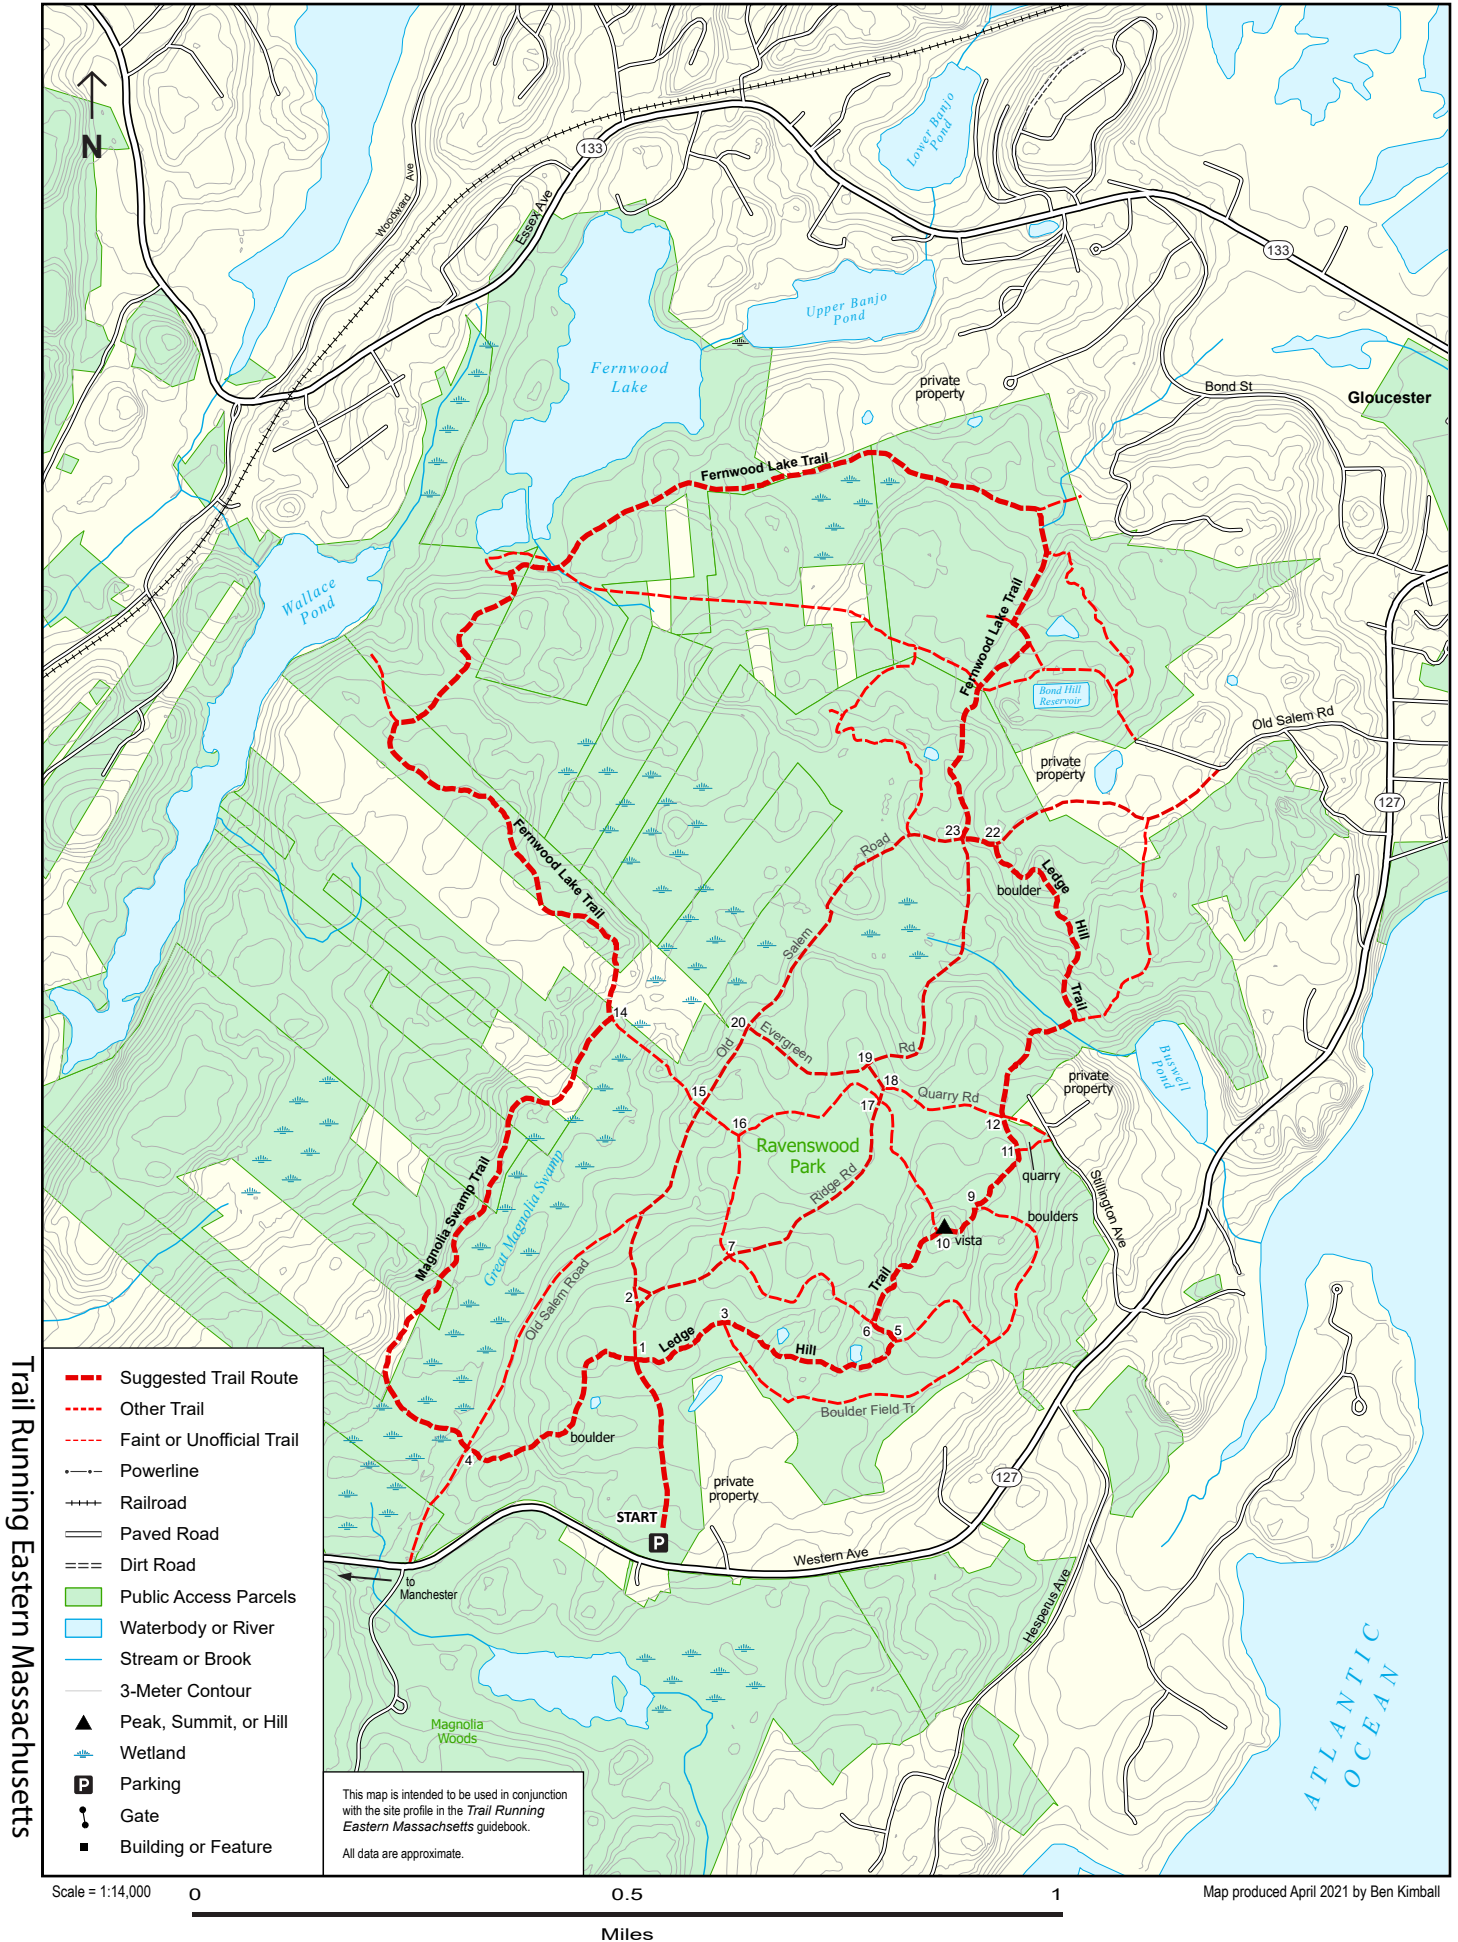 N
133
Woodward Ave
Essex Ave
Lower Banjo
Pond
133
Upper Banjo
Pond
Fernwood
Lake
private
property
Bond St
Gloucester
Fernwood Lake Trail
Wallace
Pond
Fernwood Lake Trail
Bond Hill
Reservoir
Old Salem Rd
private
property
127
Fernwood Lake Trail
Road
23
22
Ledge
boulder
Hill
Salem
Trail
14
20
Evergreen
Old
19
Rd
Buswell
Pond
private
property
18
Quarry Rd
15
17
16
12
Ravenswood
Park
11
quarry
Magnolia Swamp Trail
Great Magnolia Swamp
Ridge Rd
Stillington Ave
9
boulders
10
vista
7
Trail
Old Salem Road
2
3
6
5
1
Ledge
Hill
Boulder Field Tr
boulder
4
private
property
127
START
P
Western Ave
to
Manchester
Hesperus Ave
Magnolia
Woods
ATLANTIC
OCEAN
Suggested Trail Route
Other Trail
Faint or Unofficial Trail
Powerline
Railroad
Paved Road
Dirt Road
Public Access Parcels
Waterbody or River
Stream or Brook
3-Meter Contour
Peak, Summit, or Hill
Wetland
P Parking
Gate
Building or Feature
This map is intended to be used in conjunction
with the site profile in the Trail Running
Eastern Massachsetts guidebook.
All data are approximate.
Trail Running Eastern Massachusetts
Scale = 1:14,000
0 0.5 1
Miles
Map produced April 2021 by Ben Kimball